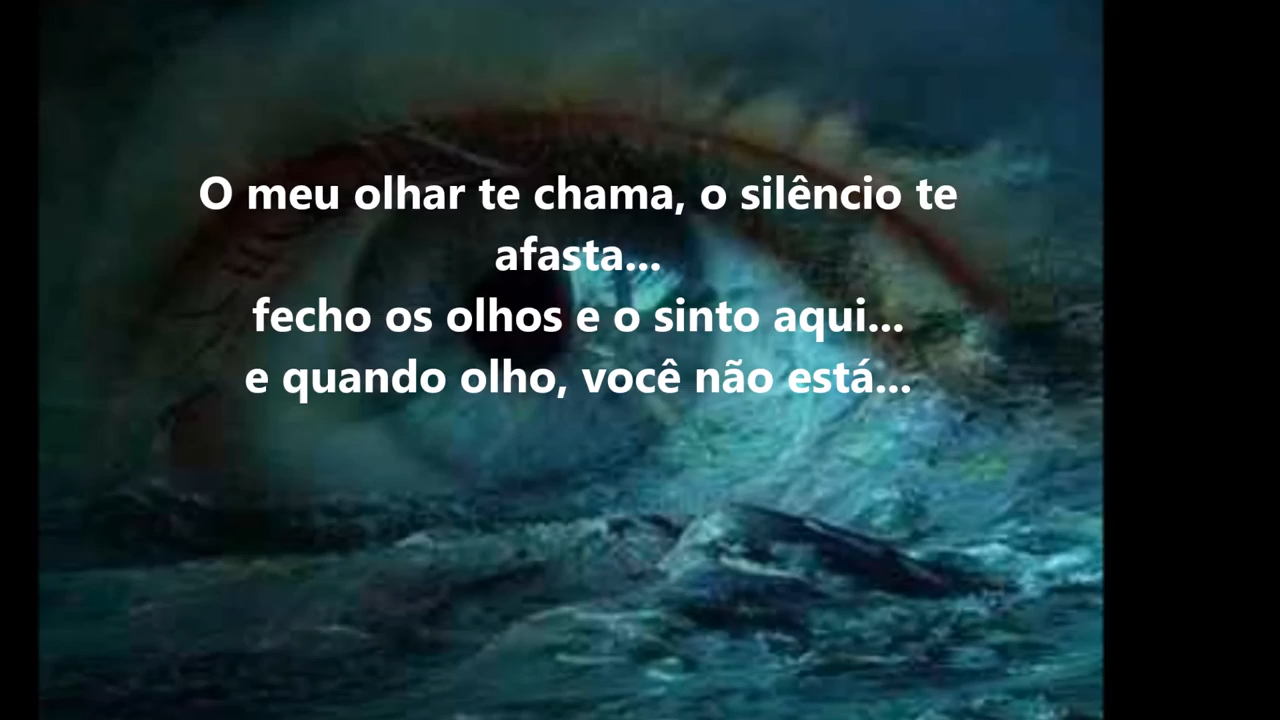 O meu olhar te chama, o silêncio te
afasta...
fecho os olhos e o sinto aqui...
e quando olho, você não está...